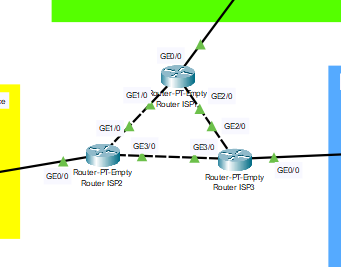 GE0/0
GE1/0
Router-PT-Empty
GE2/0
Router ISP1
GE1/0
GE2/0
ce
GE3/0
GE3/0
Router-PT-Empty
Router ISP2
GE0/0
Router-PT-Empty
Router ISP3
GE0/0